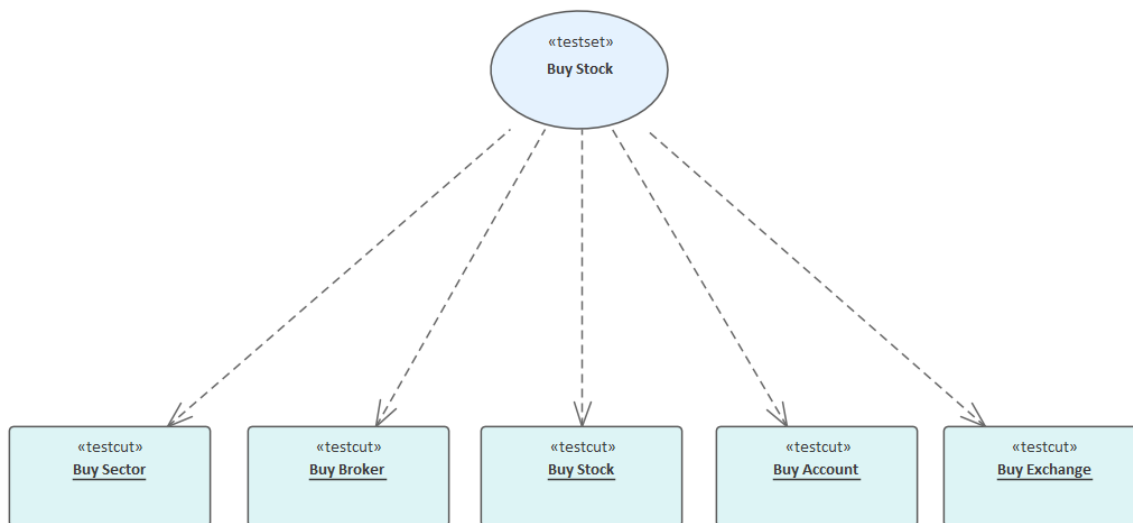 «testset»
Buy Stock
«testcut»
Buy Sector
«testcut»
Buy Broker
«testcut»
Buy Stock
«testcut»
Buy Account
«testcut»
Buy Exchange